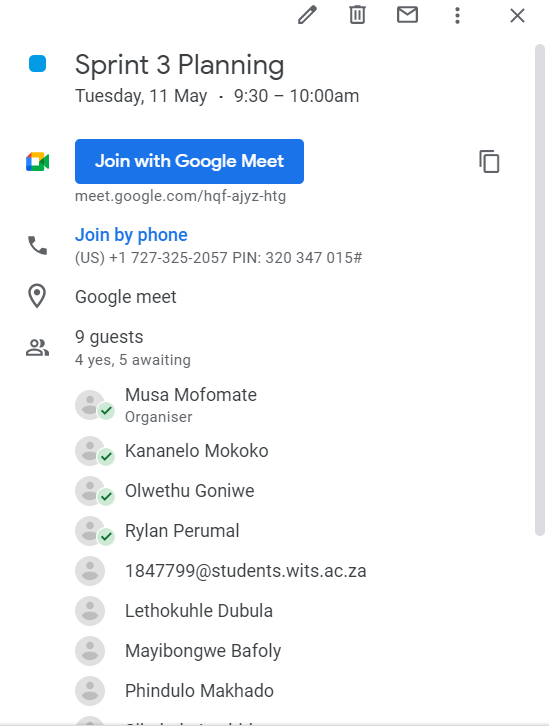 Sprint 3 Planning
Tuesday, 11 May · 9:30 – 10:00am
Join with Google Meet
meet.google.com/hqf-ajyz-htg
Join by phone
(US) +1 727-325-2057 PIN: 320 347 015#
Google meet
9 guests
4 yes, 5 awaiting
Musa Mofomate
Organiser
Kananelo Mokoko
Olwethu Goniwe
Rylan Perumal
1847799@students.wits.ac.za
Lethokuhle Dubula
Mayibongwe Bafoly
Phindulo Makhado